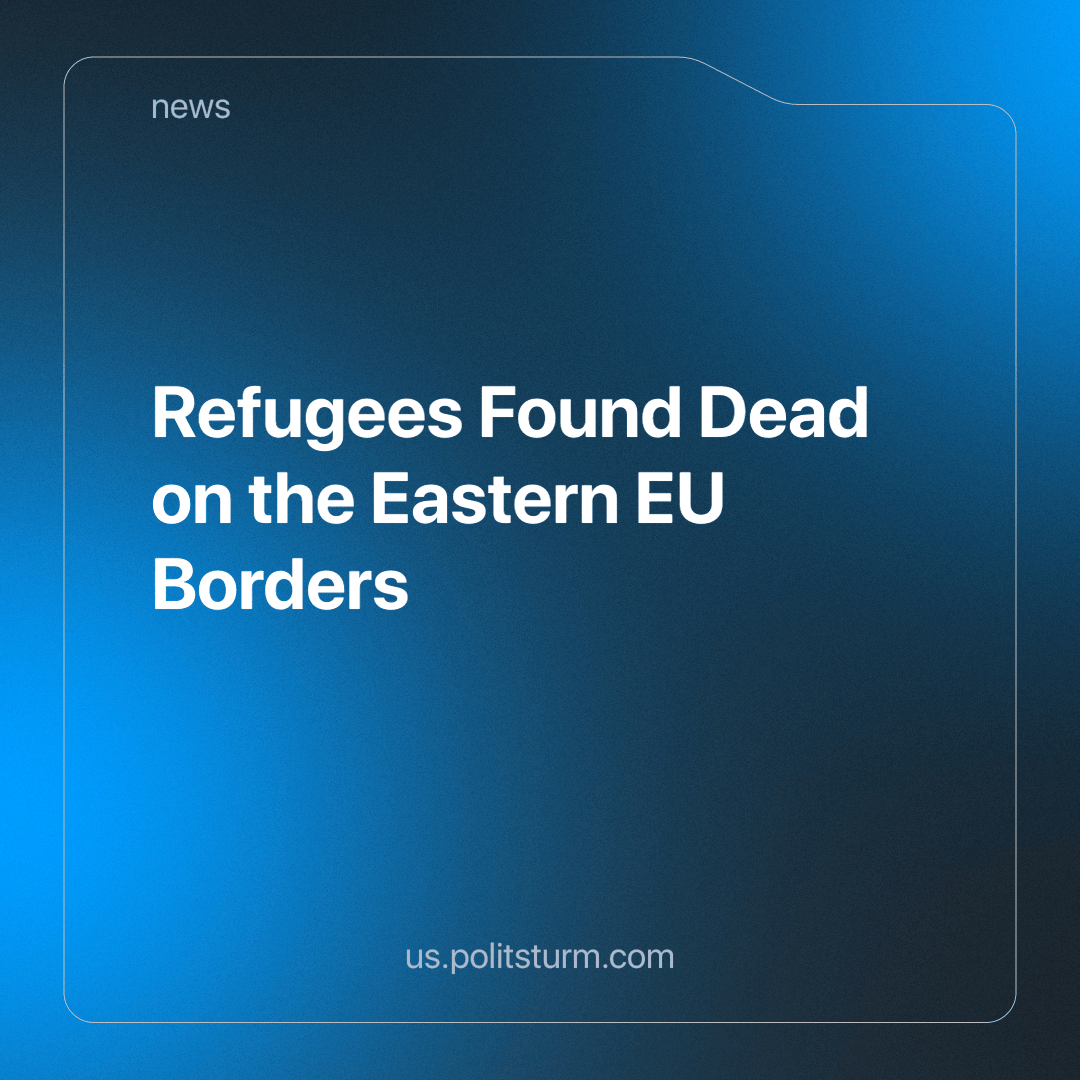 news
Refugees Found Dead
on the Eastern EU
Borders
us.politsturm.com